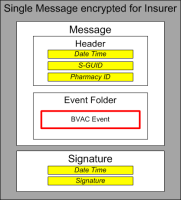 Single Message encrypted for Insurer
Message
Header
Date Time
S-GUID
Pharmacy ID
Event Folder
BVAC Event
Signature
Date Time
Signature